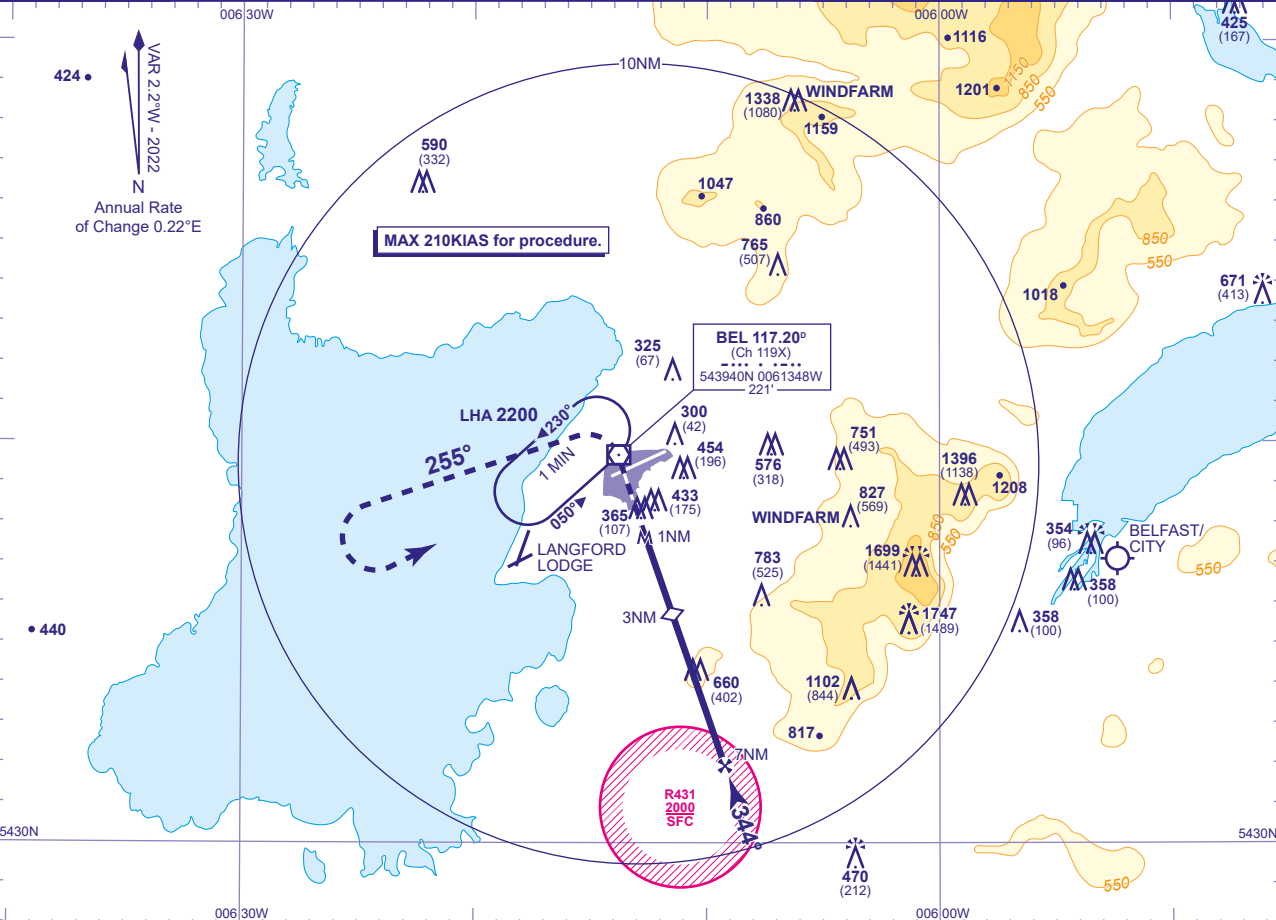 006 30W
006 00W
425
(167)
1116
VAR 2.2°W - 2022
424
10NM
1150
850
550
1201
1338
(1080)
WINDFARM
1159
590
(332)
N
Annual Rate
of Change 0.22°E
1047
860
MAX 210KIAS for procedure.
765
(507)
850
550
671
(413)
1018
325
(67)
BEL 117.20D
(Ch 119X)
543940N 0061348W
221'
LHA 2200
230°
300
(42)
454
(196)
751
(493)
576
(318)
1396
(1138)
1208
255°
1 MIN
050°
433
(175)
365
(107)
827
(569)
WINDFARM
850
550
1NM
LANGFORD
LODGE
354
(96)
BELFAST/
CITY
1699
(1441)
783
(525)
550
358
(100)
3NM
1747
(1489)
358
(100)
440
660
(402)
1102
(844)
817
7NM
R431
2000
SFC
344°
5430N
5430N
470
(212)
550
006 30W
006 00W